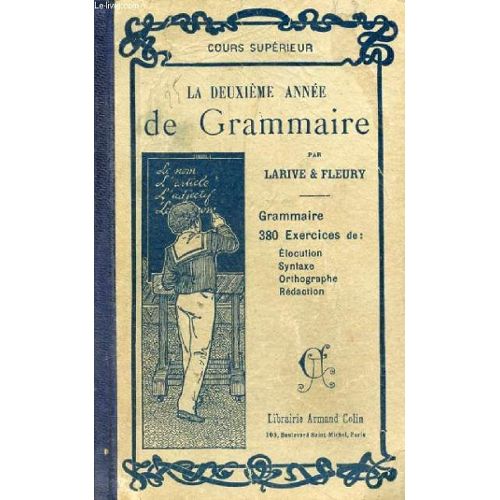 COURS SUPÉRIEUR
LA DEUXIÈME ANNÉE
de Grammaire
PAR
LARIVE & FLEURY
Grammaire
380 Exercices de:
Élocution
Syntaxe
Orthographe
Rédaction
Le nom
L'article
L'adjectif
Le
Librairie Armand Colin
103, Boulevard Saint-Michel, Paris